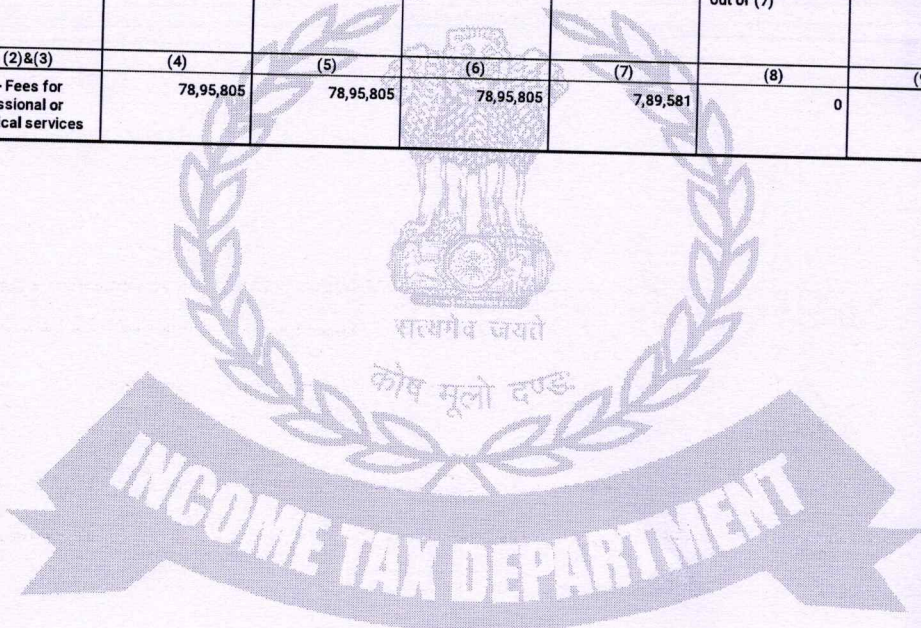 out of (7)
(2)&(3) (4) (5) (6) (7) (8)
Fees for 78,95,805 78,95,805 78,95,805 7,89,581 0
ssional or
ical services
सत्यमेव जयते
कोष मूलो दण्डः
INCOME TAX DEPARTMENT